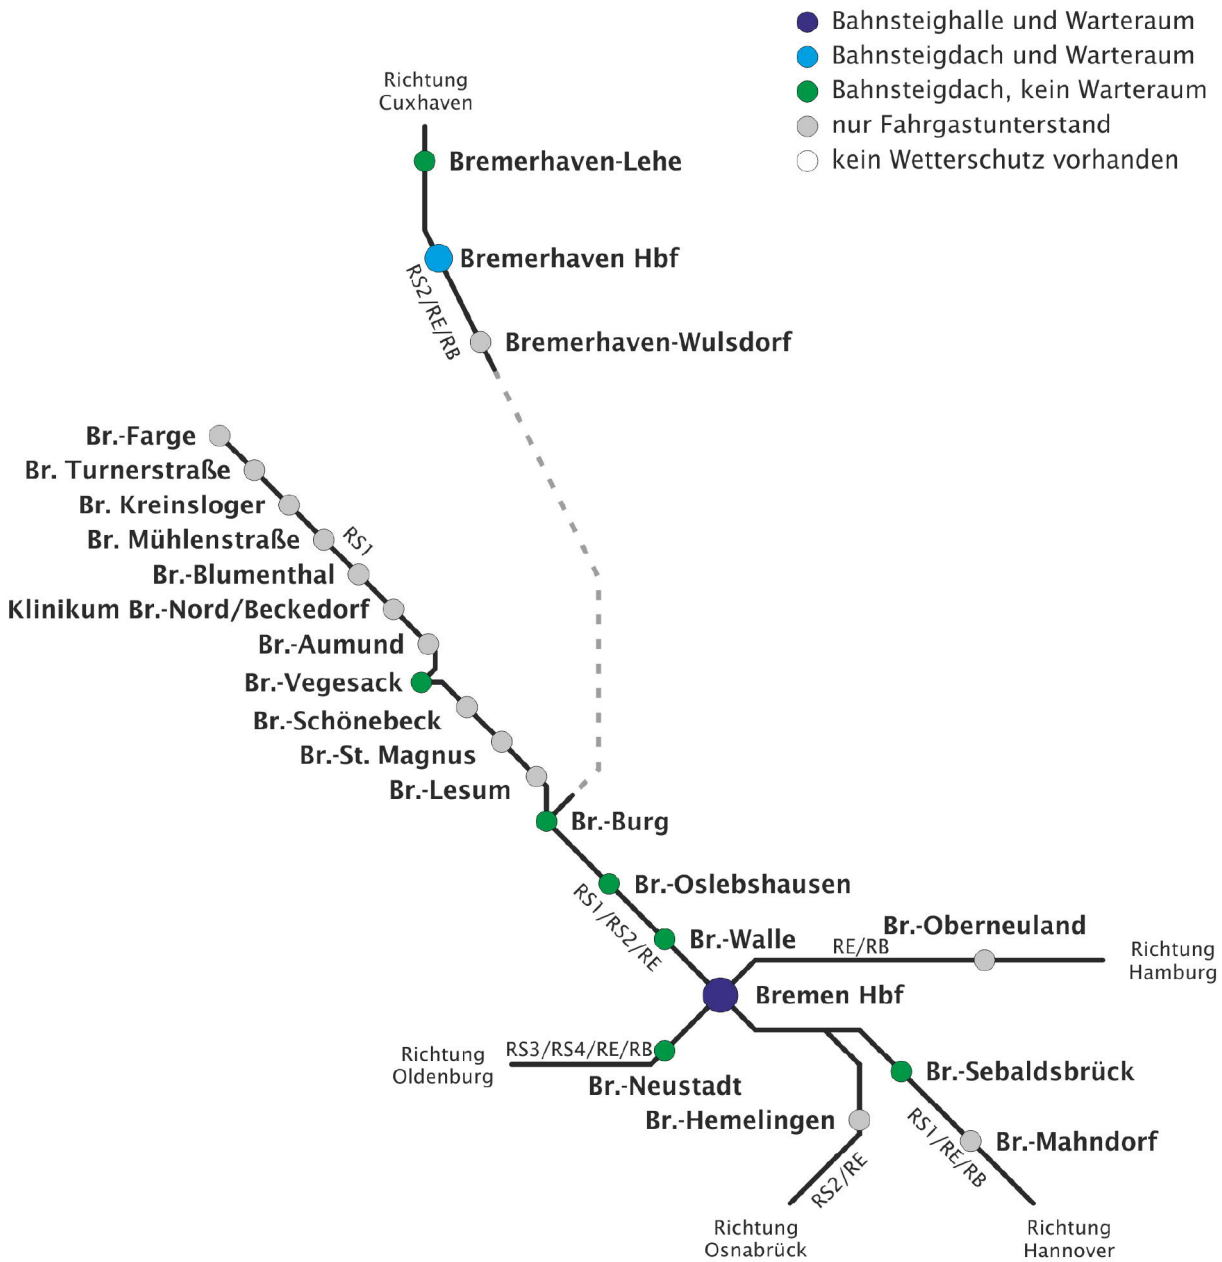 Bahnsteighalle und Warteraum
Bahnsteigdach und Warteraum
Bahnsteigdach, kein Warteraum
nur Fahrgastunterstand
kein Wetterschutz vorhanden
Richtung
Cuxhaven
Bremerhaven-Lehe
Bremerhaven Hbf
RS2/RE/RB
Bremerhaven-Wulsdorf
Br.-Farge
Br. Turnerstraße
Br. Kreinsloger
Br. Mühlenstraße
RS1
Br.-Blumenthal
Klinikum Br.-Nord/Beckedorf
Br.-Aumund
Br.-Vegesack
Br.-Schönebeck
Br.-St. Magnus
Br.-Lesum
Br.-Burg
Br.-Oslebshausen
RS1/RS2/RE
Br.-Walle
Br.-Oberneuland
RE/RB
Richtung
Hamburg
Bremen Hbf
RS3/RS4/RE/RB
Richtung
Oldenburg
Br.-Neustadt
Br.-Sebaldsbrück
Br.-Hemelingen
RS1/RE/RB
Br.-Mahndorf
RS2/RE
Richtung
Osnabrück
Richtung
Hannover